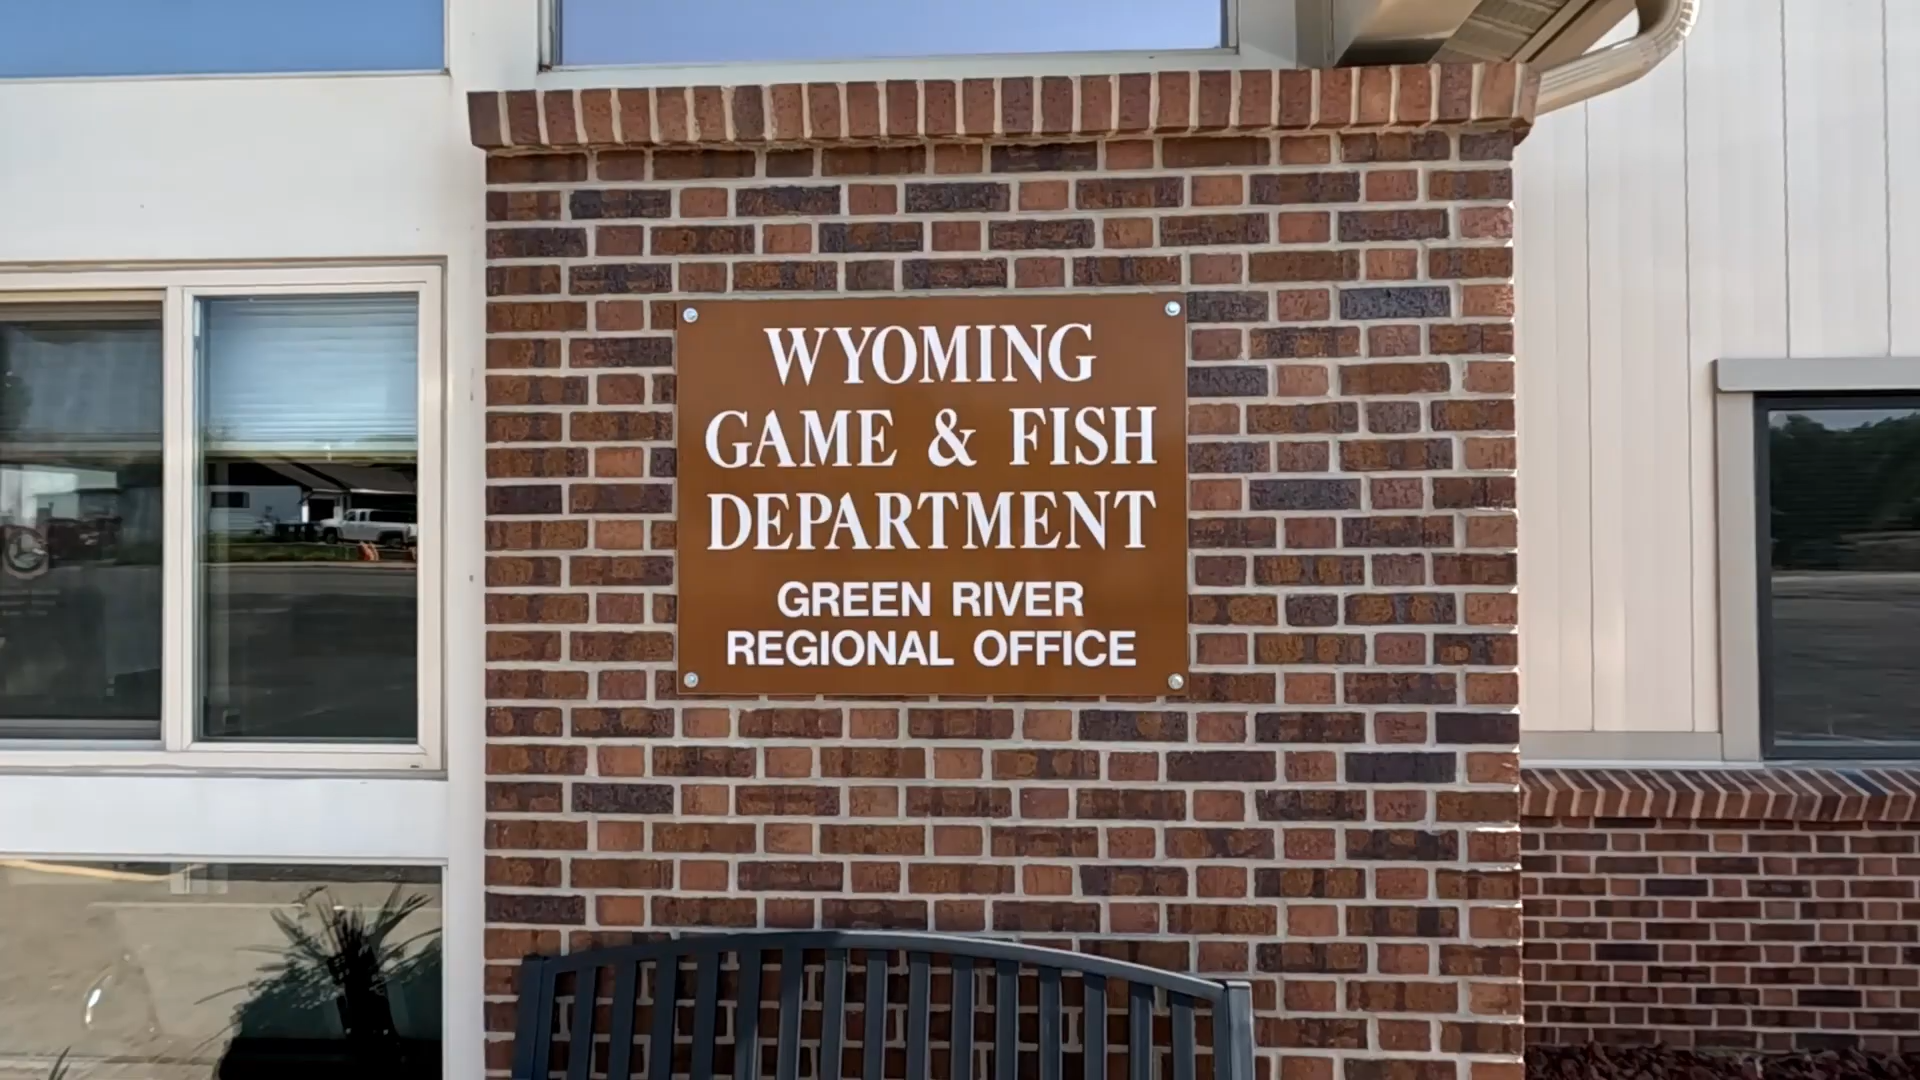 WYOMING
GAME & FISH
DEPARTMENT
GREEN RIVER
REGIONAL OFFICE